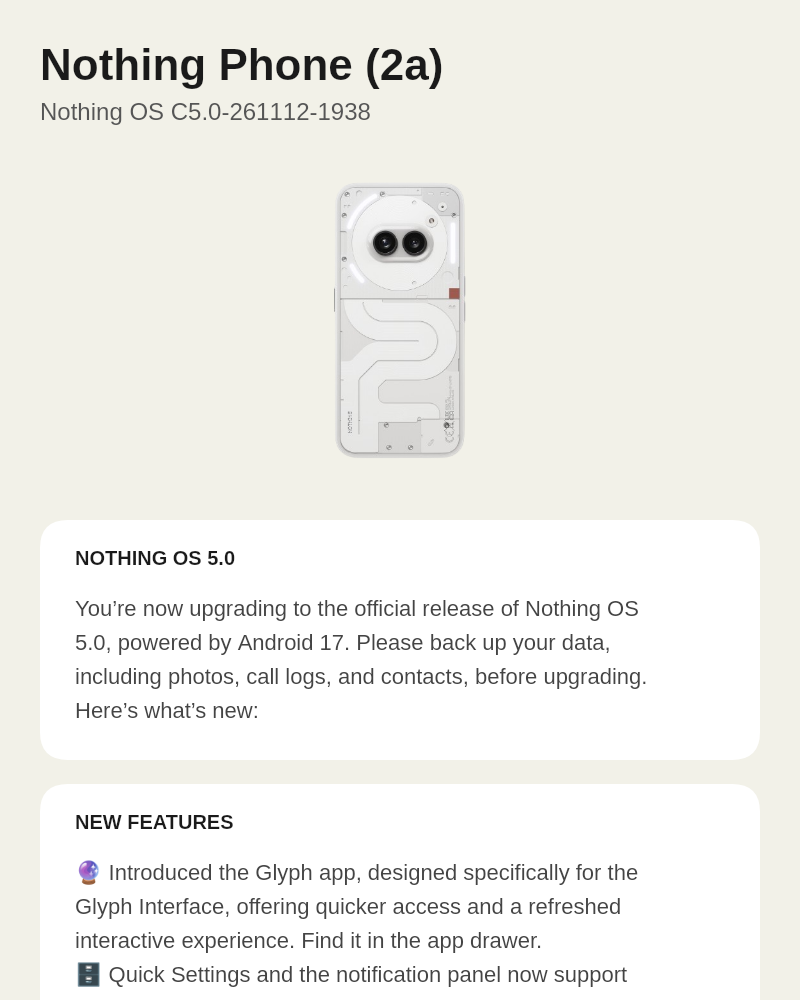 Nothing Phone (2a)
Nothing OS C5.0-261112-1938
NOTHING OS 5.0
You’re now upgrading to the official release of Nothing OS
5.0, powered by Android 17. Please back up your data,
including photos, call logs, and contacts, before upgrading.
Here’s what’s new:
NEW FEATURES
🔮 Introduced the Glyph app, designed specifically for the
Glyph Interface, offering quicker access and a refreshed
interactive experience. Find it in the app drawer.
🗄️ Quick Settings and the notification panel now support